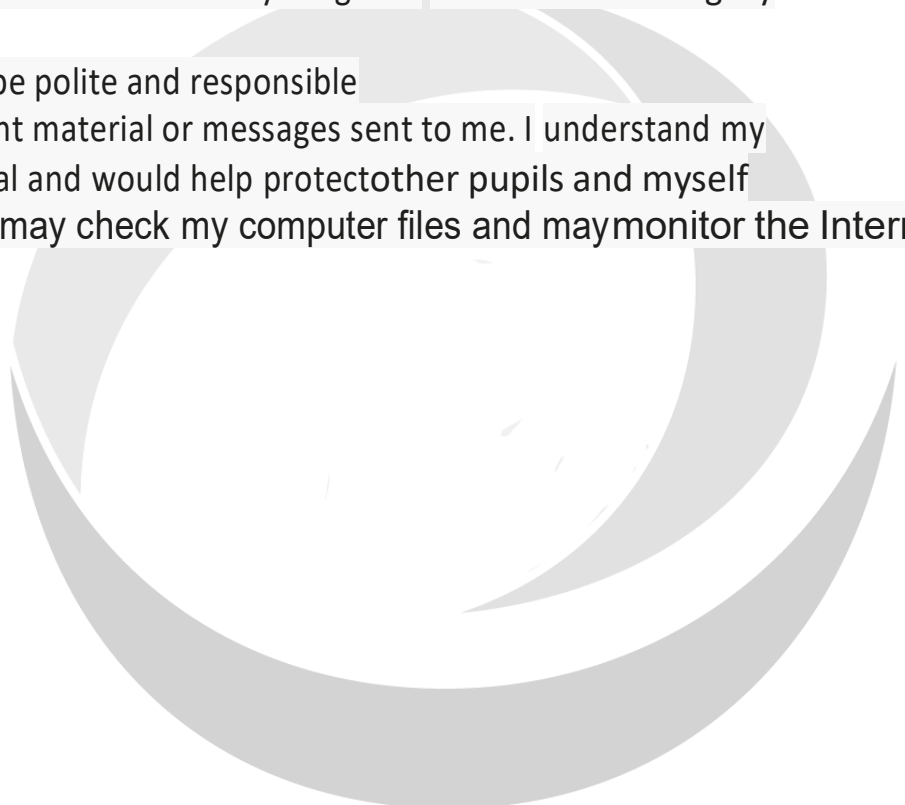 be polite and responsible
nt material or messages sent to me. I understand my
al and would help protectother pupils and myself
may check my computer files and maymonitor the Intern